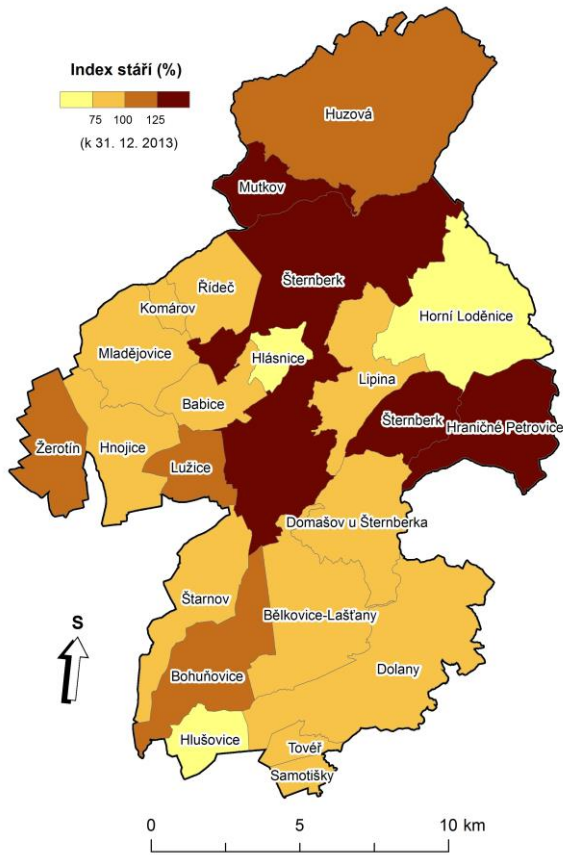 Index stáří (%)
75 100 125
(k 31. 12. 2013)
Huzová
Mutkov
Šternberk
Řídeč
Komárov
Horní Loděnice
Mladějovice
Hlásnice
Lipina
Babice
Šternberk
Hraničné Petrovice
Žerotín
Hnojice
Lužice
Domašov u Šternberka
Štarnov
Bělkovice-Lašťany
S
Dolany
Bohuňovice
Hlušovice
Tovéř
Samotišky
0 5 10 km